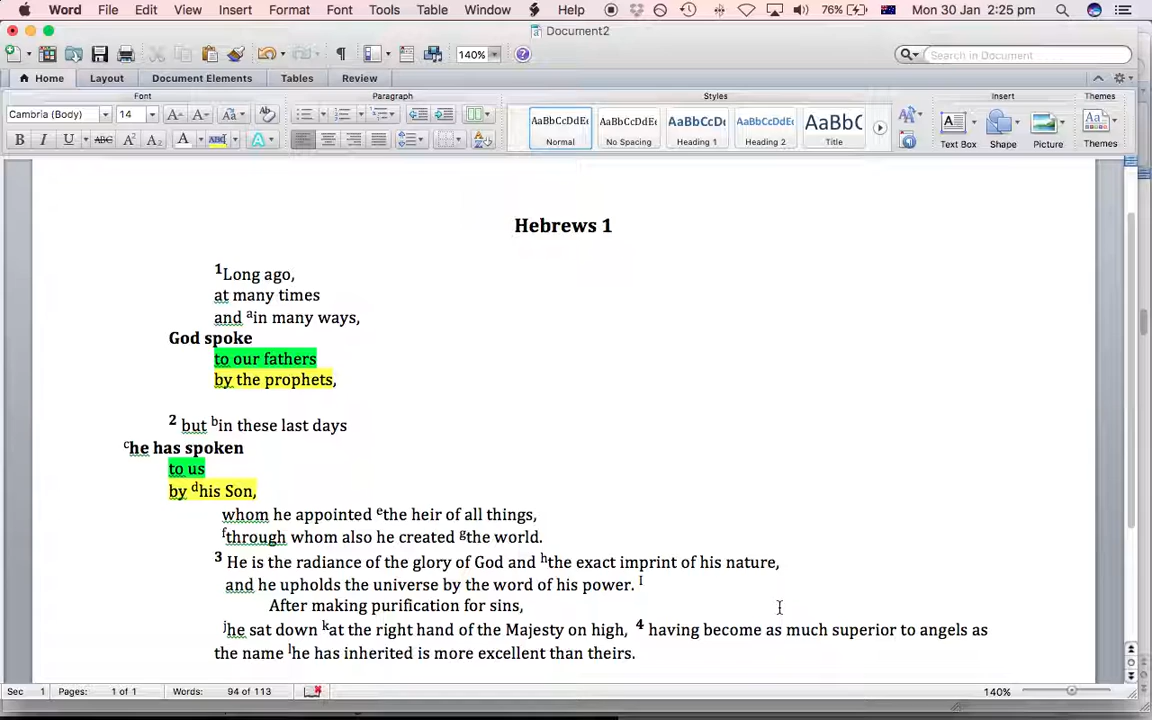 Word File Edit View Insert Format Font Tools Table Window Help 76% Mon 30 Jan 2:25 pm
Document2
140% Search in Document
Home Layout Document Elements Tables Charts Review
Font Paragraph Styles Insert Themes
Cambria (Body) 14 A A Aa AaBbCcDdEe AaBbCcDdEe AaBbCcDc AaBbCcDdEe AaBbC A Aa
B I U ABC A² A₂ A ABC A Normal No Spacing Heading 1 Heading 2 Title Text Box Shape Picture Themes
Hebrews 1
1Long ago,
at many times
and ain many ways,
God spoke
to our fathers
by the prophets,
2 but bin these last days
che has spoken
to us
by dhis Son,
whom he appointed ethe heir of all things,
fthrough whom also he created gthe world.
3 He is the radiance of the glory of God and hthe exact imprint of his nature,
and he upholds the universe by the word of his power. I
After making purification for sins,
jhe sat down kat the right hand of the Majesty on high, 4 having become as much superior to angels as
the name lhe has inherited is more excellent than theirs.
Sec 1 Pages: 1 of 1 Words: 94 of 113 140%